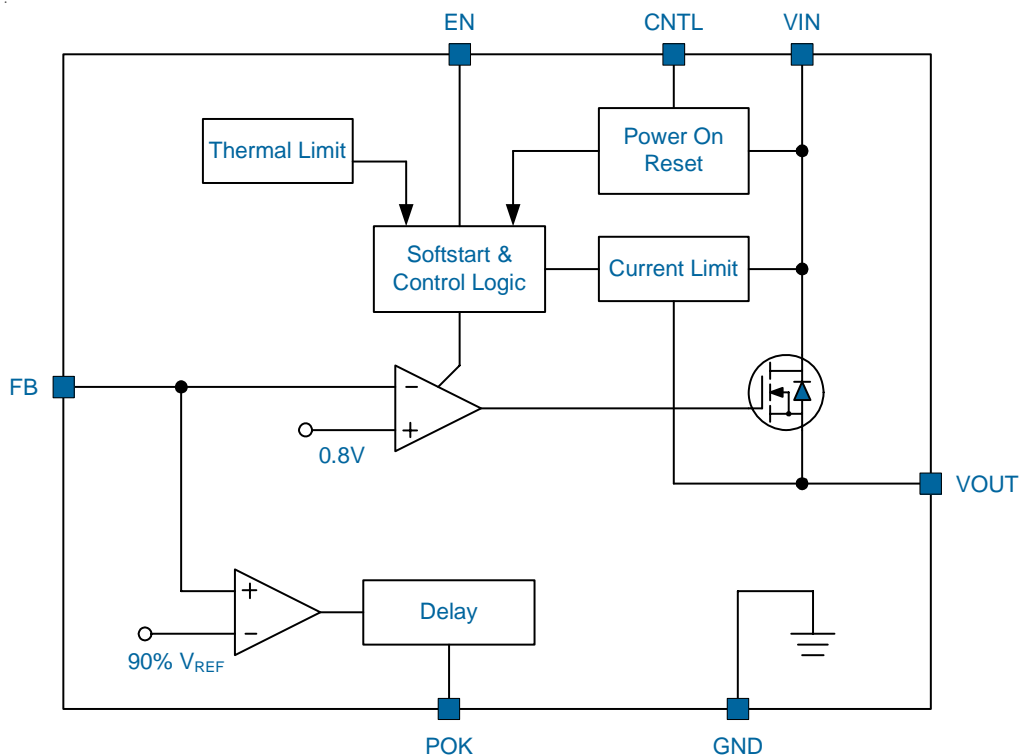 EN
CNTL
VIN
Thermal Limit
Power On
Reset
Softstart &
Control Logic
Current Limit
FB
−
+
0.8V
VOUT
+
−
Delay
90% VREF
POK
GND